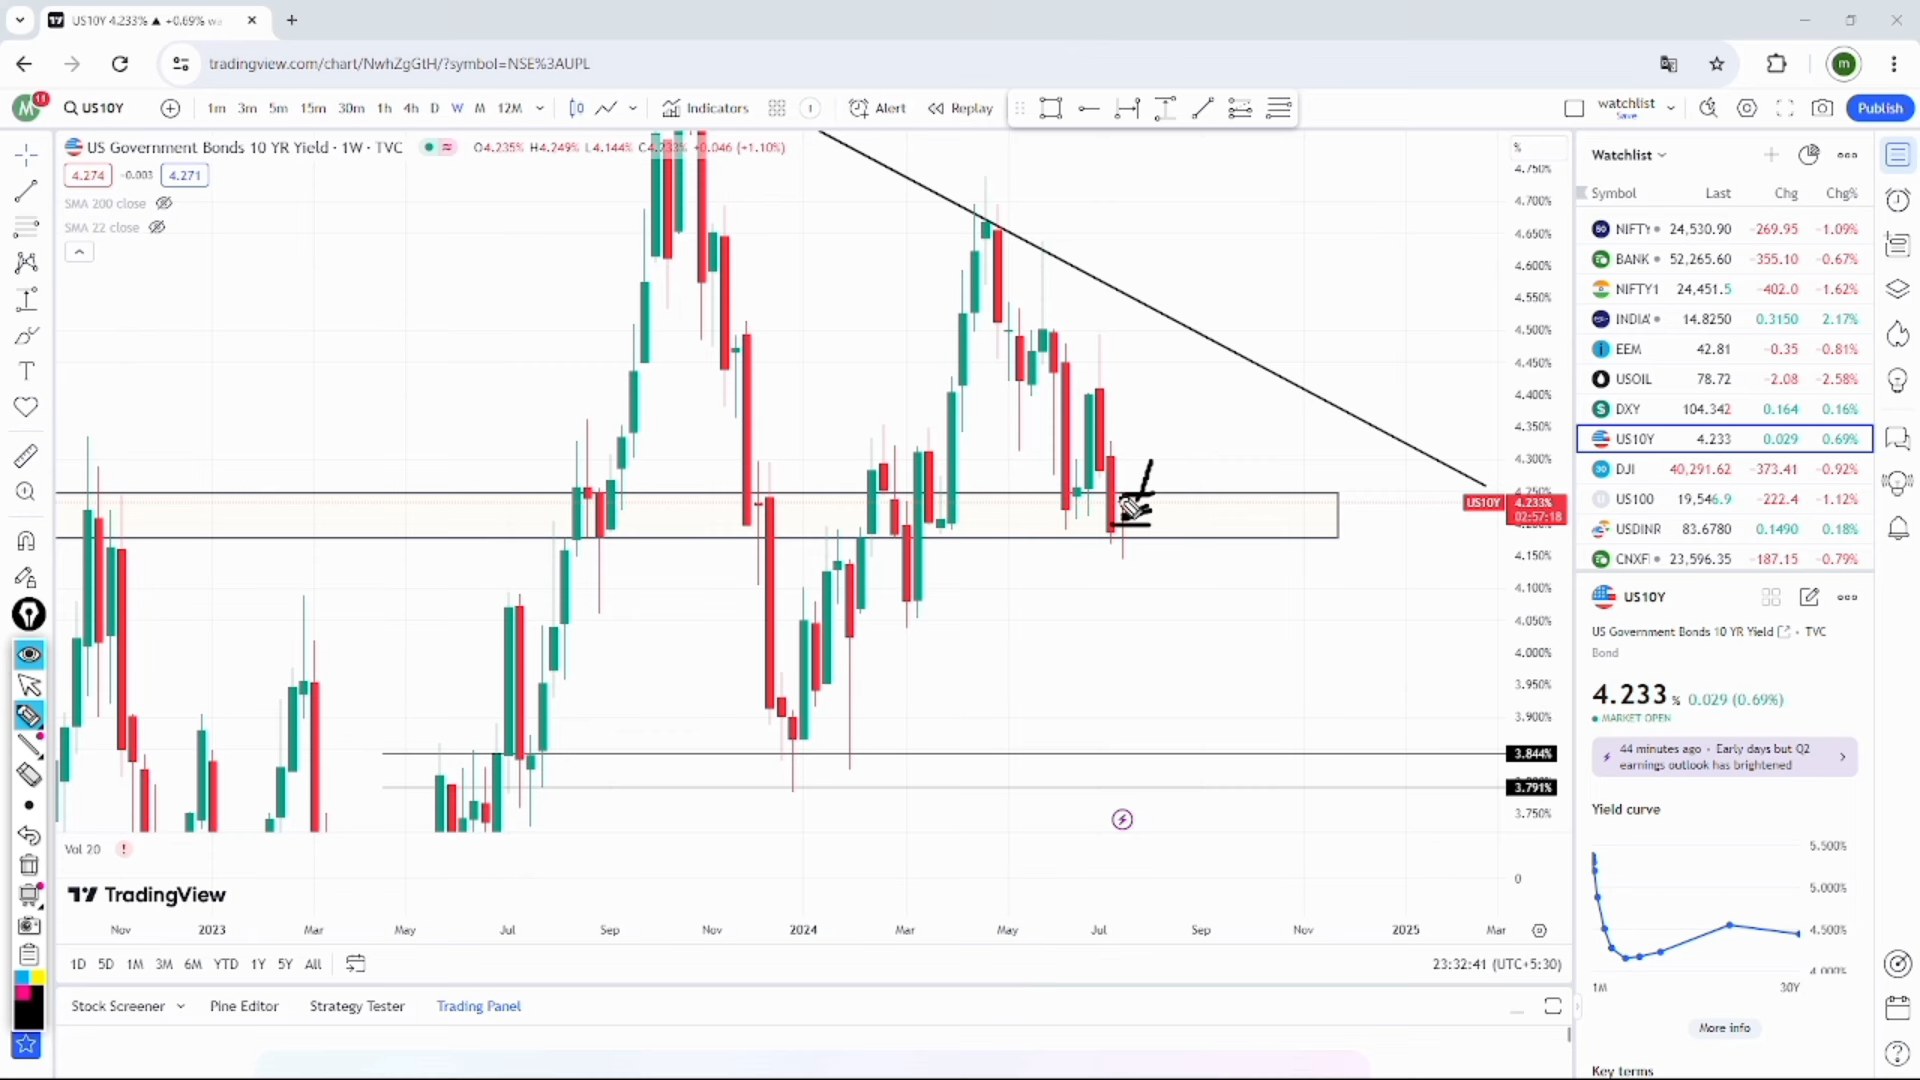 US10Y 4.233% ▲ +0.69% wa
tradingview.com/chart/NwhZgGtH/?symbol=NSE%3AUPL
m
M 11 US10Y 1m 3m 5m 15m 30m 1h 4h D W M 12M Indicators Alert Replay watchlist Save Publish
US Government Bonds 10 YR Yield · 1W · TVC O4.235% H4.249% L4.144% C4.233% +0.046 (+1.10%)
4.274 -0.003 4.271
SMA 200 close
SMA 22 close
%
4.750%
4.700%
4.650%
4.600%
4.550%
4.500%
4.450%
4.400%
4.350%
4.300%
4.250%
US10Y 4.233%
02:57:18
4.150%
4.100%
4.050%
4.000%
3.950%
3.900%
3.844%
3.791%
3.750%
0
Vol 20
TradingView
Nov 2023 Mar May Jul Sep Nov 2024 Mar May Jul Sep Nov 2025 Mar
1D 5D 1M 3M 6M YTD 1Y 5Y All 23:32:41 (UTC+5:30)
Stock Screener Pine Editor Strategy Tester Trading Panel
Watchlist
Symbol Last Chg Chg%
NIFTY 24,530.90 -269.95 -1.09%
BANK 52,265.60 -355.10 -0.67%
NIFTY1 24,451.5 -402.0 -1.62%
INDIA 14.8250 0.3150 2.17%
EEM 42.81 -0.35 -0.81%
USOIL 78.72 -2.08 -2.58%
DXY 104.342 0.164 0.16%
US10Y 4.233 0.029 0.69%
DJI 40,291.62 -373.41 -0.92%
US100 19,546.9 -222.4 -1.12%
USDINR 83.6780 0.1490 0.18%
CNXFI 23,596.35 -187.15 -0.79%
US10Y
US Government Bonds 10 YR Yield · TVC
Bond
4.233 % 0.029 (0.69%)
MARKET OPEN
44 minutes ago · Early days but Q2
earnings outlook has brightened
Yield curve
5.500%
5.000%
4.500%
4.000%
1M 30Y
More info
Key terms